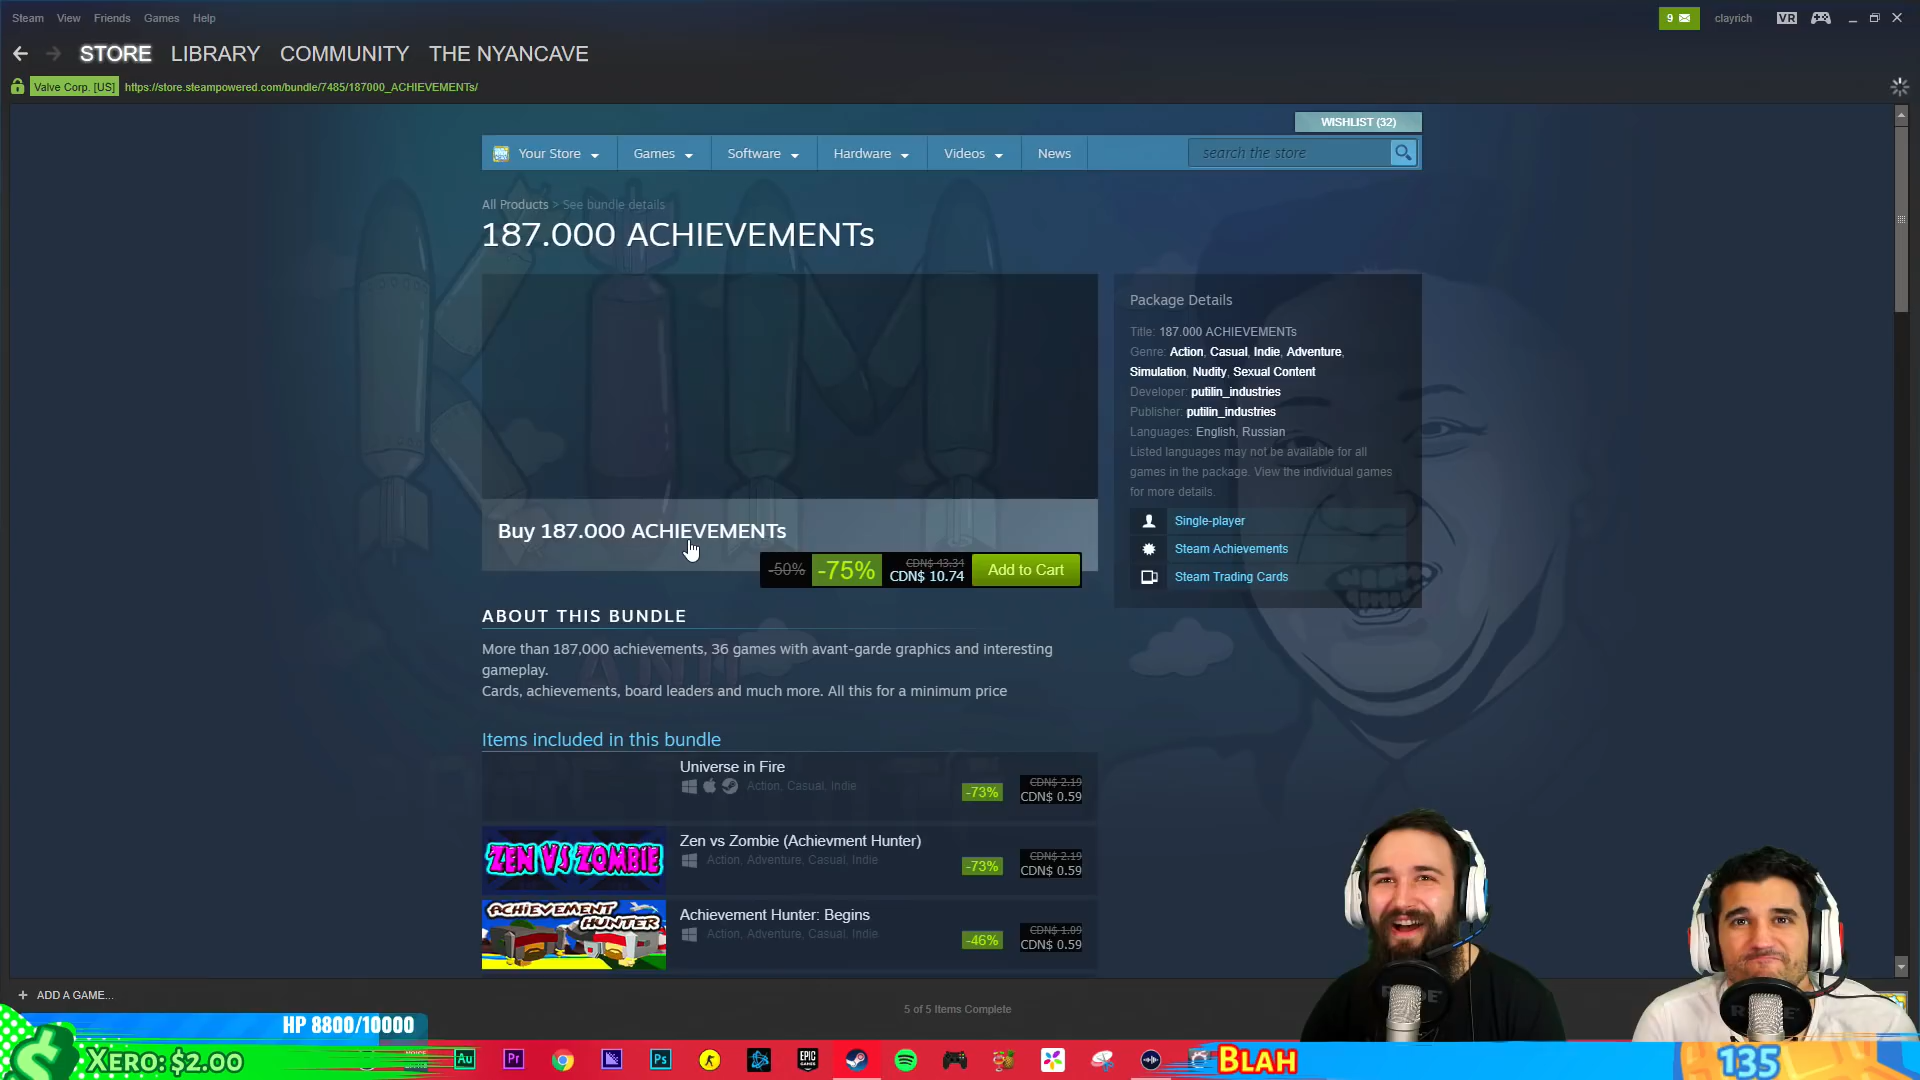 Steam View Friends Games Help
9 clayrich VR
STORE LIBRARY COMMUNITY THE NYANCAVE
Valve Corp. [US] https://store.steampowered.com/bundle/7485/187000_ACHIEVEMENTs/
WISHLIST (32)
Your Store Games Software Hardware Videos News search the store
All Products > See bundle details
187.000 ACHIEVEMENTs
Package Details
Title: 187.000 ACHIEVEMENTs
Genre: Action, Casual, Indie, Adventure,
Simulation, Nudity, Sexual Content
Developer: putilin_industries
Publisher: putilin_industries
Languages: English, Russian
Listed languages may not be available for all
games in the package. View the individual games
for more details.
Single-player
Steam Achievements
Steam Trading Cards
Buy 187.000 ACHIEVEMENTs
-50% -75% CDN$ 43.34
CDN$ 10.74 Add to Cart
ABOUT THIS BUNDLE
More than 187,000 achievements, 36 games with avant-garde graphics and interesting
gameplay.
Cards, achievements, board leaders and much more. All this for a minimum price
Items included in this bundle
Universe in Fire
Action, Casual, Indie
-73% CDN$ 2.19
CDN$ 0.59
ZEN VS ZOMBIE
Zen vs Zombie (Achievment Hunter)
Action, Adventure, Casual, Indie
-73% CDN$ 2.19
CDN$ 0.59
ACHIEVEMENT
HUNTER
Achievement Hunter: Begins
Action, Adventure, Casual, Indie
-46% CDN$ 1.09
CDN$ 0.59
+ ADD A GAME...
5 of 5 Items Complete
HP 8800/10000
XERO: $2.00
Au Pr Ps EPIC GAMES
BLAH
135